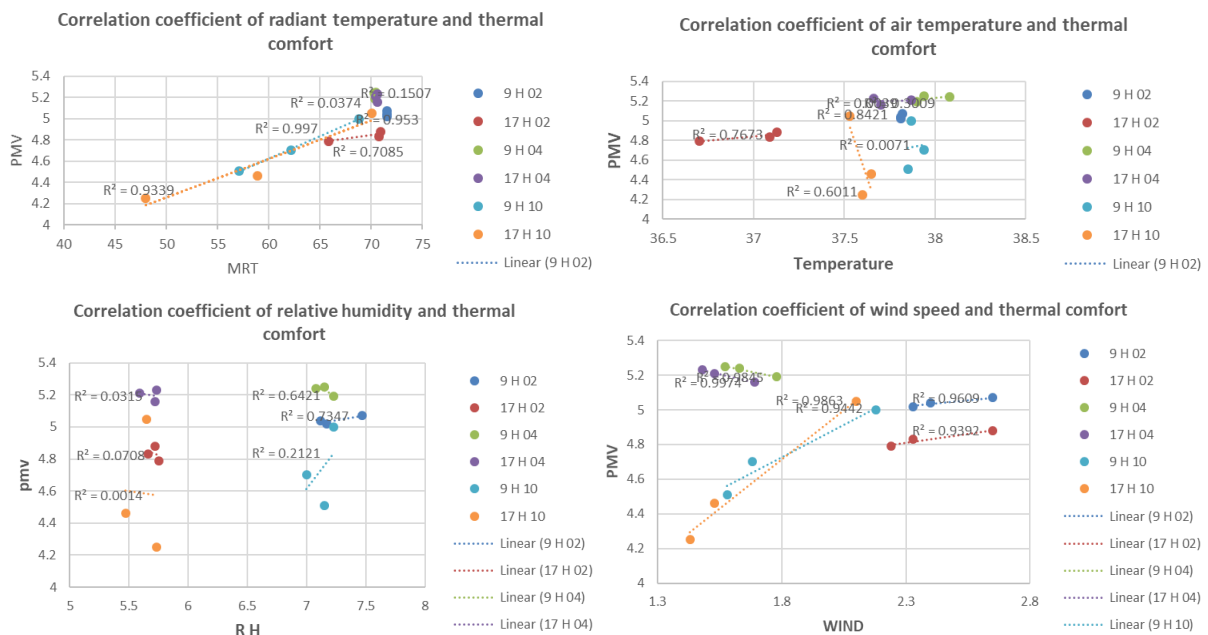 Correlation coefficient of radiant temperature and thermal
comfort
5.4
5.2
5
4.8
4.6
4.4
4.2
4
PMV
40
45
50
55
60
65
70
75
MRT
R² = 0.1507
R² = 0.0374
R² = 0.997
R² = 0.953
R² = 0.7085
R² = 0.9339
9 H 02
17 H 02
9 H 04
17 H 04
9 H 10
17 H 10
Linear (9 H 02)
Correlation coefficient of air temperature and thermal
comfort
5.4
5.2
5
4.8
4.6
4.4
4.2
4
PMV
36.5
37
37.5
38
38.5
Temperature
R² = 0.8421
R² = 0.7673
R² = 0.0071
R² = 0.6011
9 H 02
17 H 02
9 H 04
17 H 04
9 H 10
17 H 10
Linear (9 H 02)
Correlation coefficient of relative humidity and thermal
comfort
5.4
5.2
5
4.8
4.6
4.4
4.2
4
pmv
5
5.5
6
6.5
7
7.5
8
R H
R² = 0.0315
R² = 0.6421
R² = 0.7347
R² = 0.2121
R² = 0.0708
R² = 0.0014
9 H 02
17 H 02
9 H 04
17 H 04
9 H 10
17 H 10
Linear (9 H 02)
Linear (17 H 02)
Linear (9 H 04)
Linear (17 H 04)
Correlation coefficient of wind speed and thermal comfort
5.4
5.2
5
4.8
4.6
4.4
4.2
4
PMV
1.3
1.8
2.3
2.8
WIND
R² = 0.9863
R² = 0.9442
R² = 0.9609
R² = 0.9392
9 H 02
17 H 02
9 H 04
17 H 04
9 H 10
17 H 10
Linear (9 H 02)
Linear (17 H 02)
Linear (9 H 04)
Linear (17 H 04)
Linear (9 H 10)